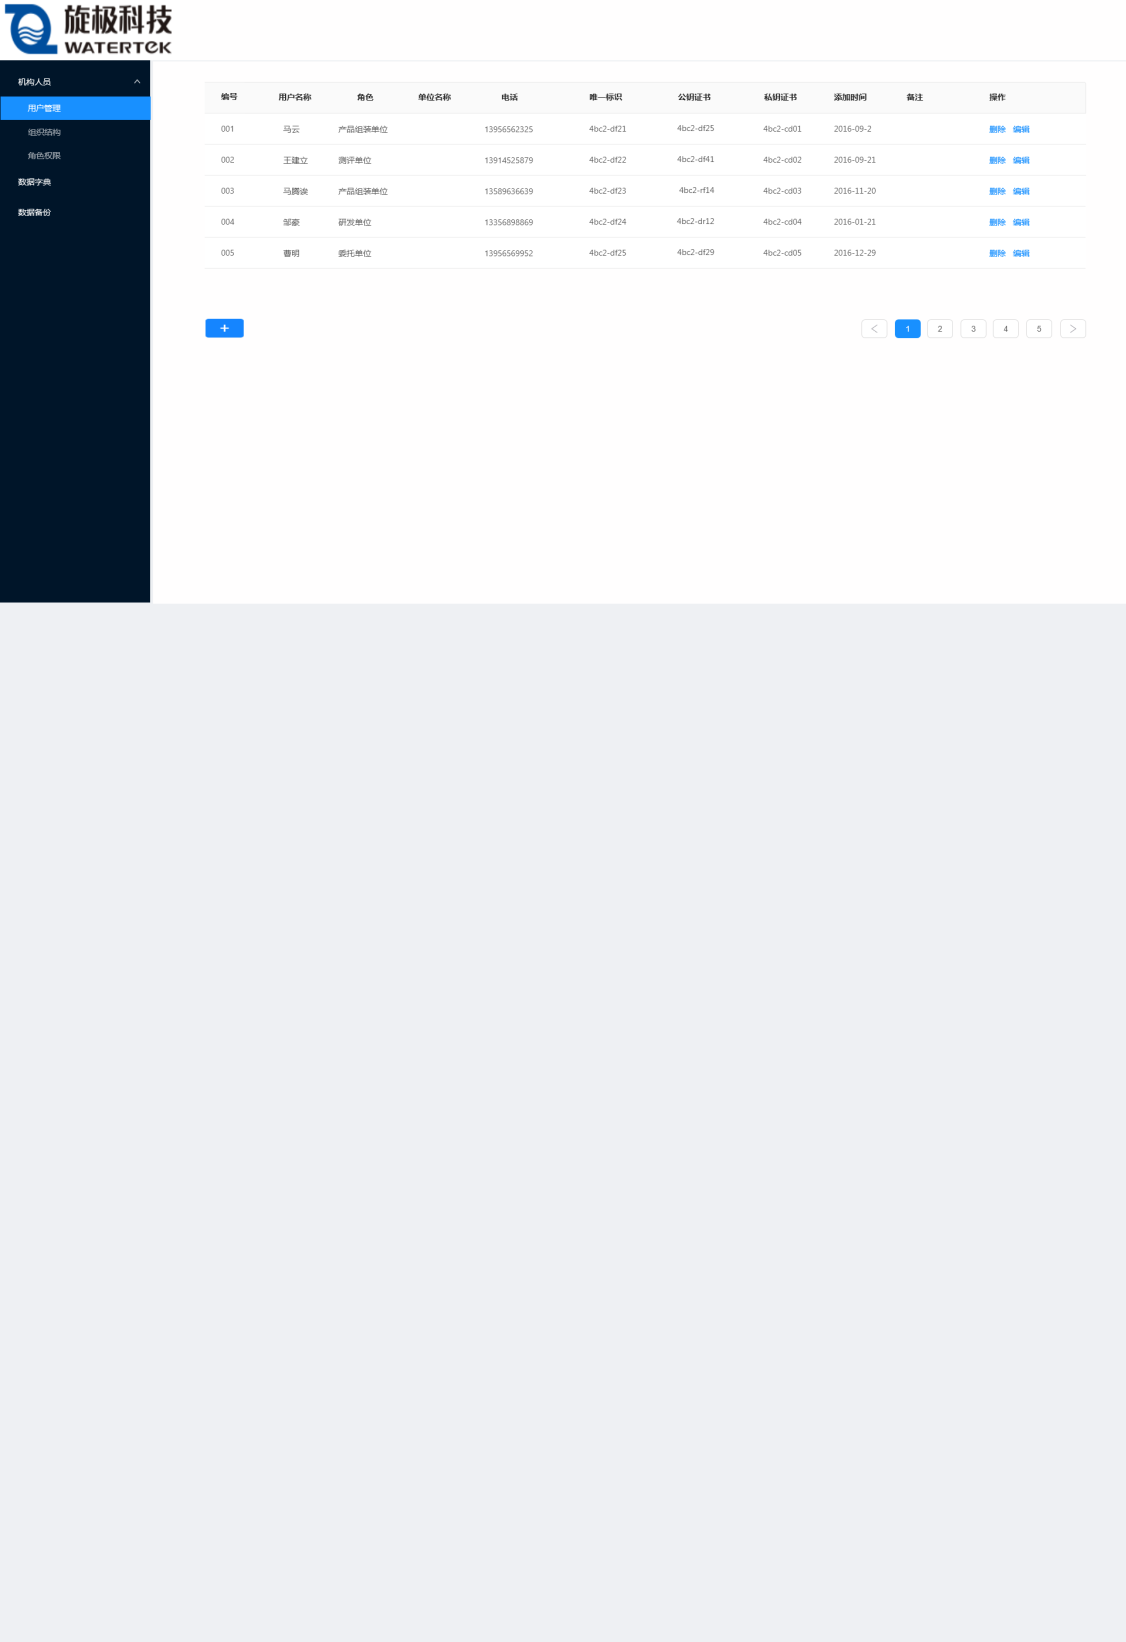 旋极科技
WATERTEK
机构人员
用户管理
组织结构
角色权限
数据字典
数据备份
编号 用户名称 角色 单位名称 电话 唯一标识 公钥证书 私钥证书 添加时间 备注 操作
001 马云 产品组装单位 13956562325 4bc2-df21 4bc2-df25 4bc2-cd01 2016-09-2 删除 编辑
002 王建立 测评单位 13914525879 4bc2-df22 4bc2-df41 4bc2-cd02 2016-09-21 删除 编辑
003 马腾诶 产品组装单位 13589636639 4bc2-df23 4bc2-rf14 4bc2-cd03 2016-11-20 删除 编辑
004 邹豪 研发单位 13356898869 4bc2-df24 4bc2-dr12 4bc2-cd04 2016-01-21 删除 编辑
005 曹明 委托单位 13956569952 4bc2-df25 4bc2-df29 4bc2-cd05 2016-12-29 删除 编辑
+ < 1 2 3 4 5 >